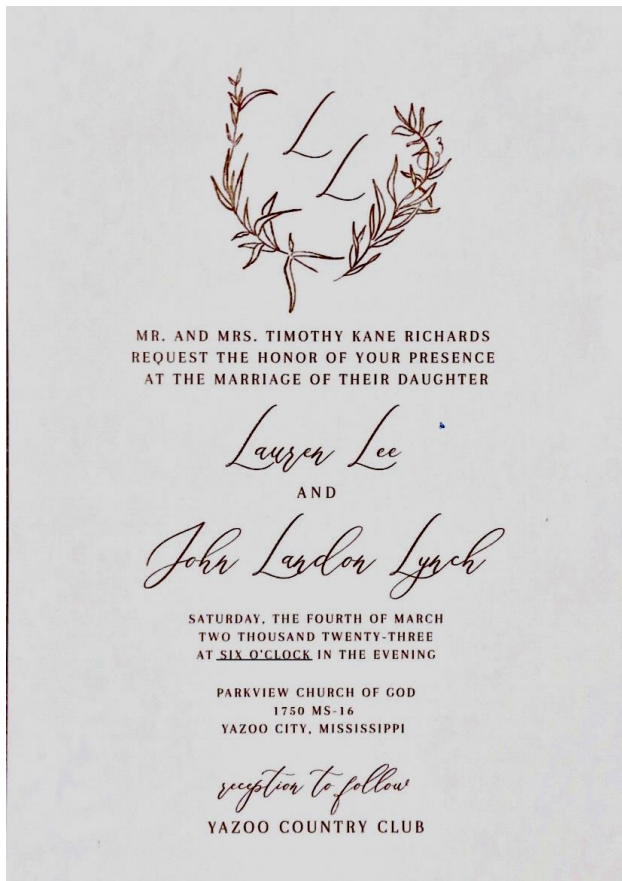 L
L
MR. AND MRS. TIMOTHY KANE RICHARDS
REQUEST THE HONOR OF YOUR PRESENCE
AT THE MARRIAGE OF THEIR DAUGHTER
Lauren Lee
AND
John Landon Lynch
SATURDAY, THE FOURTH OF MARCH
TWO THOUSAND TWENTY-THREE
AT SIX O'CLOCK IN THE EVENING
PARKVIEW CHURCH OF GOD
1750 MS-16
YAZOO CITY, MISSISSIPPI
reception to follow
YAZOO COUNTRY CLUB